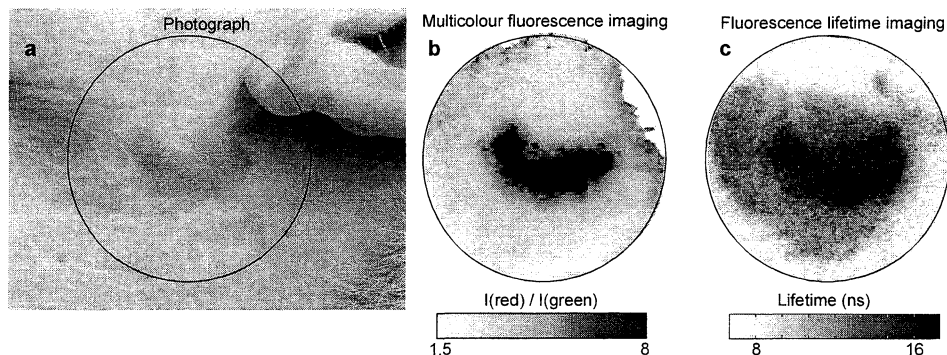 Photograph
a
Multicolour fluorescence imaging
b
I(red) / I(green)
1.5 8
Fluorescence lifetime imaging
c
Lifetime (ns)
8 16